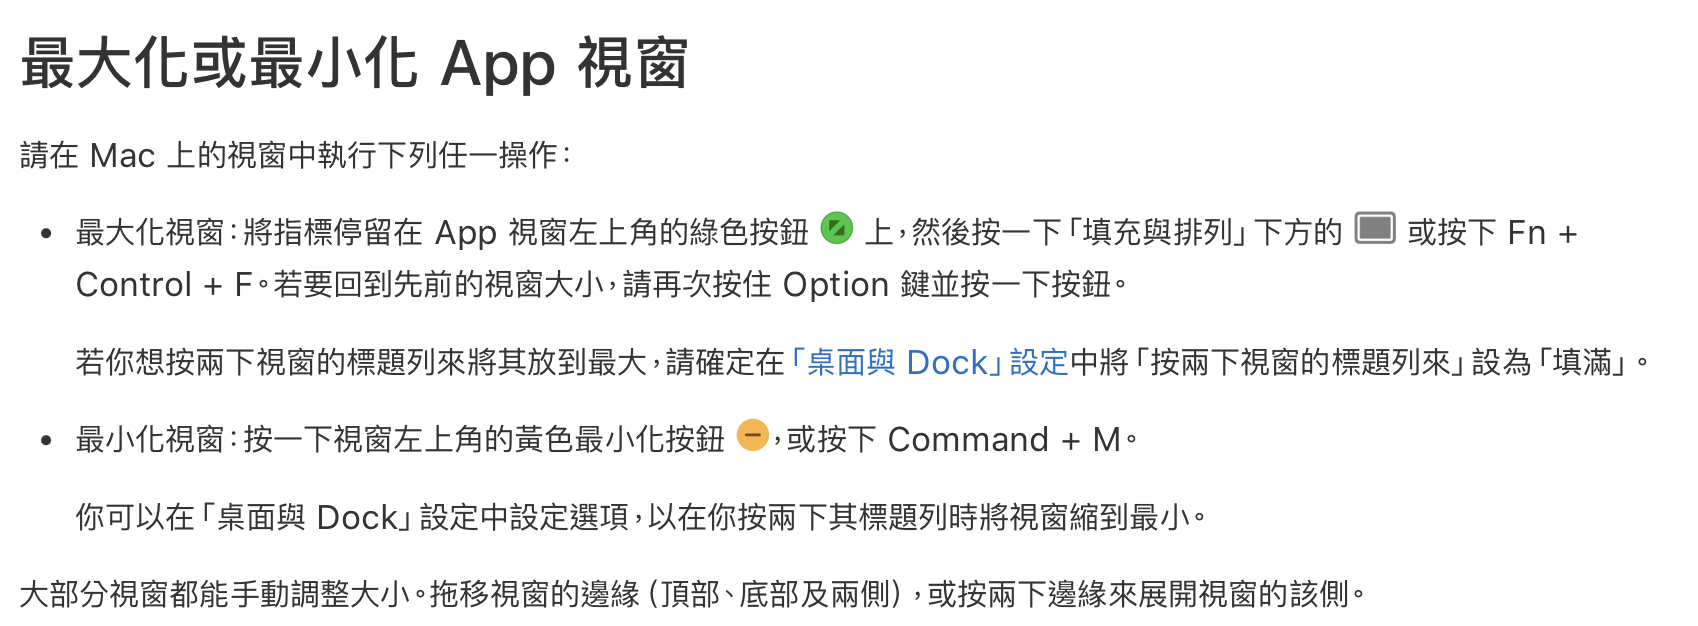 最大化或最小化 App 視窗
請在 Mac 上的視窗中執行下列任一操作：
• 最大化視窗：將指標停留在 App 視窗左上角的綠色按鈕 上，然後按一下「填充與排列」下方的 或按下 Fn +
Control + F。若要回到先前的視窗大小，請再次按住 Option 鍵並按一下按鈕。
若你想按兩下視窗的標題列來將其放到最大，請確定在「桌面與 Dock」設定中將「按兩下視窗的標題列來」設為「填滿」。
• 最小化視窗：按一下視窗左上角的黃色最小化按鈕 ，或按下 Command + M。
你可以在「桌面與 Dock」設定中設定選項，以在你按兩下其標題列時將視窗縮到最小。
大部分視窗都能手動調整大小。拖移視窗的邊緣（頂部、底部及兩側），或按兩下邊緣來展開視窗的該側。